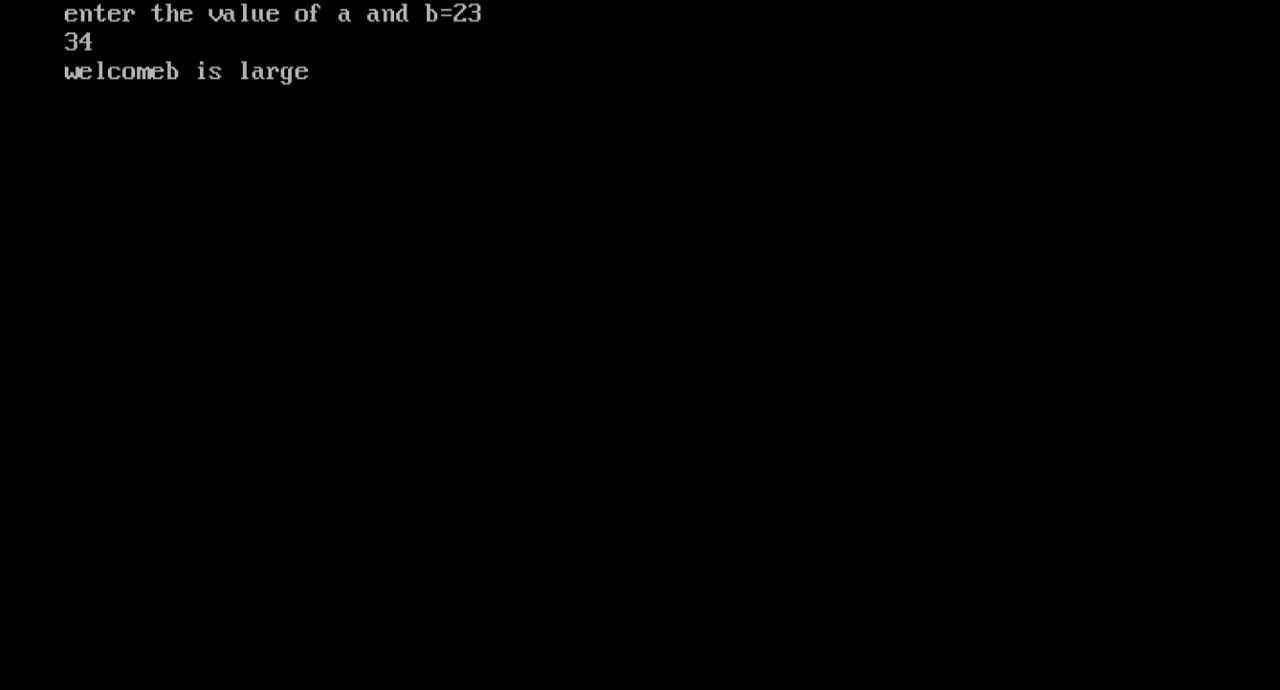 enter the value of a and b=23
34
welcomeb is large